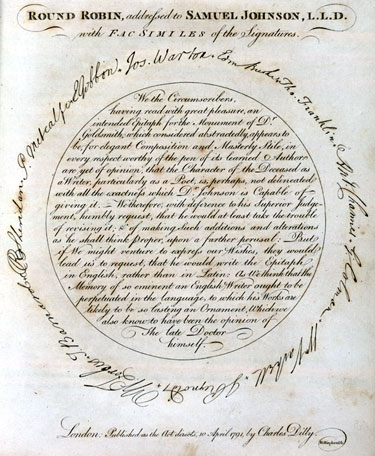 ROUND ROBIN, addressed to SAMUEL JOHNSON, L.L.D.
with FAC SIMILES of the Signatures.
Edm Burke. Tho. Franklin. Ant. Chamier. G Colman. Wm Vachell. J Reynolds. W Forbes. T Barnard. R B Sheridan. P Metcalfe. E Gibbon. Jos. Warton.
We the Circumscribers,
having read with great pleasure, an
intended Epitaph for the Monument of Dr.
Goldsmith, which considered abstractedly, appears to
be, for elegant Composition and Masterly Stile, in
every respect worthy of the pen of its learned Author,
are yet of opinion, that the Character of the Deceased as
a Writer, particularly as a Poet, is, perhaps, not delineated
with all the exactness which Dr. Johnson is Capable of
giving it. We therefore, with deference to his Superior Judge-
ment, humbly request, that he would at least take the trouble
of revising it; & of making such additions and alterations
as he shall think proper, upon a farther perusal. But
if We might venture to express our Wishes, they would
lead us to request, that he would write the Epitaph
in English, rather than in Latin: As We think that the
Memory of so eminent an English Writer ought to be
perpetuated in the language, to which his Works are
likely to be so lasting an Ornament, Which we
also know to have been the opinion of
The late Doctor
himself.
London, Published as the Act directs, 10 April 1791, by Charles Dilly.